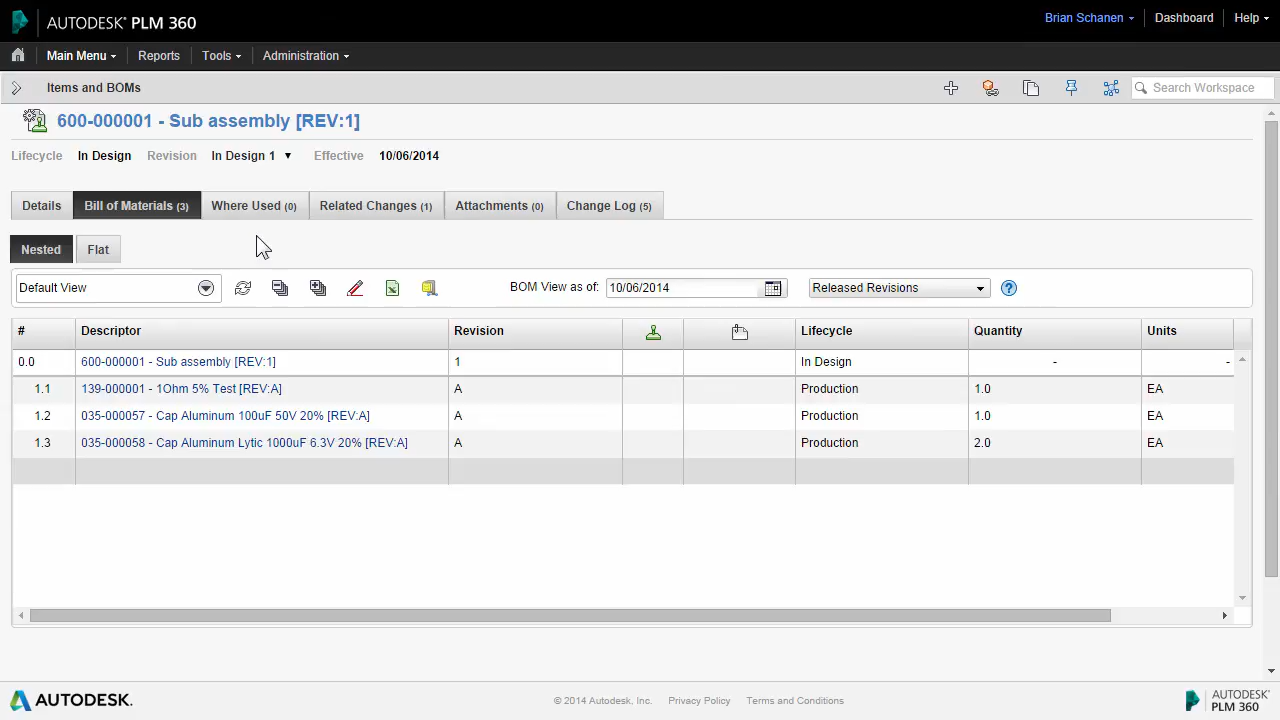 AUTODESK® PLM 360 Brian Schanen Dashboard Help
Main Menu Reports Tools Administration
Items and BOMs Search Workspace
600-000001 - Sub assembly [REV:1]
Lifecycle In Design Revision In Design 1 Effective 10/06/2014
Details Bill of Materials (3) Where Used (0) Related Changes (1) Attachments (0) Change Log (5)
Nested Flat
Default View BOM View as of: 10/06/2014 Released Revisions ?
# Descriptor Revision Lifecycle Quantity Units
0.0 600-000001 - Sub assembly [REV:1] 1 In Design - -
1.1 139-000001 - 1Ohm 5% Test [REV:A] A Production 1.0 EA
1.2 035-000057 - Cap Aluminum 100uF 50V 20% [REV:A] A Production 1.0 EA
1.3 035-000058 - Cap Aluminum Lytic 1000uF 6.3V 20% [REV:A] A Production 2.0 EA
AUTODESK. © 2014 Autodesk, Inc. Privacy Policy Terms and Conditions AUTODESK®
PLM 360